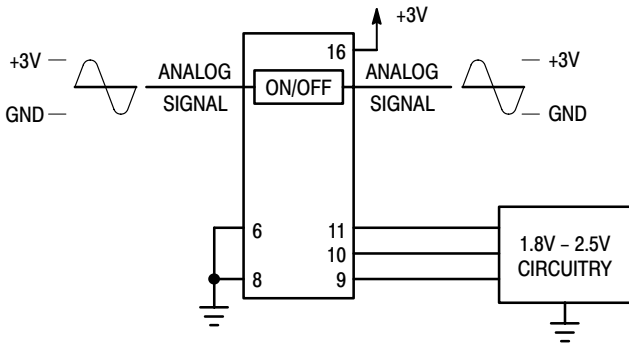 +3V
16
+3V
ANALOG
SIGNAL
ON/OFF
ANALOG
SIGNAL
+3V
GND
GND
6
11
10
8
9
1.8V – 2.5V
CIRCUITRY